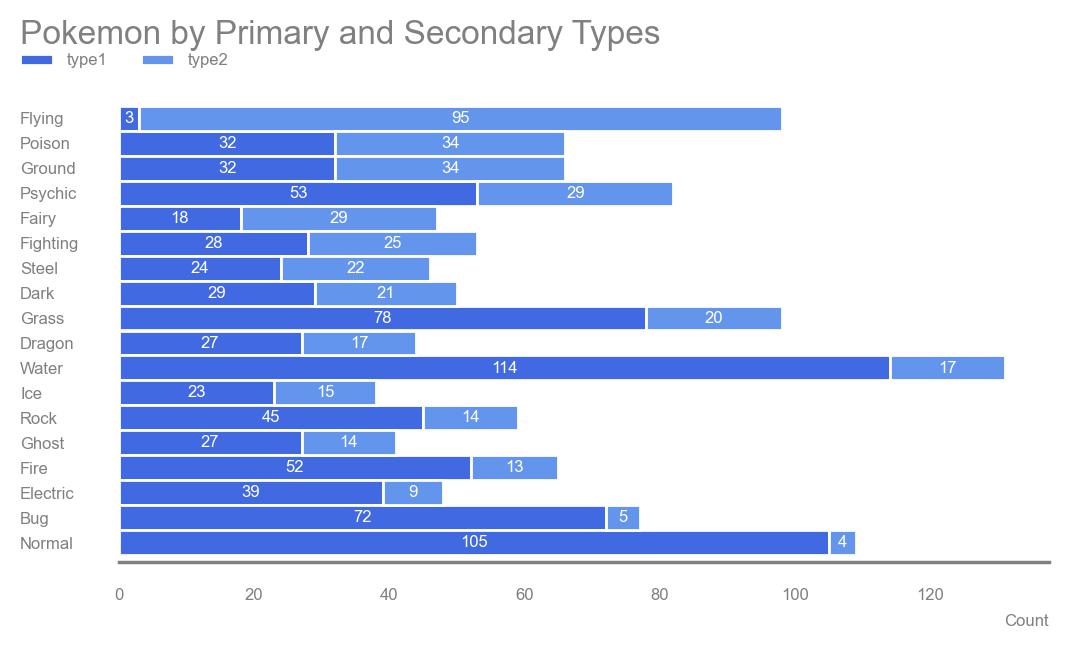 Pokemon by Primary and Secondary Types
type1 type2
Flying 3 95
Poison 32 34
Ground 32 34
Psychic 53 29
Fairy 18 29
Fighting 28 25
Steel 24 22
Dark 29 21
Grass 78 20
Dragon 27 17
Water 114 17
Ice 23 15
Rock 45 14
Ghost 27 14
Fire 52 13
Electric 39 9
Bug 72 5
Normal 105 4
0 20 40 60 80 100 120
Count